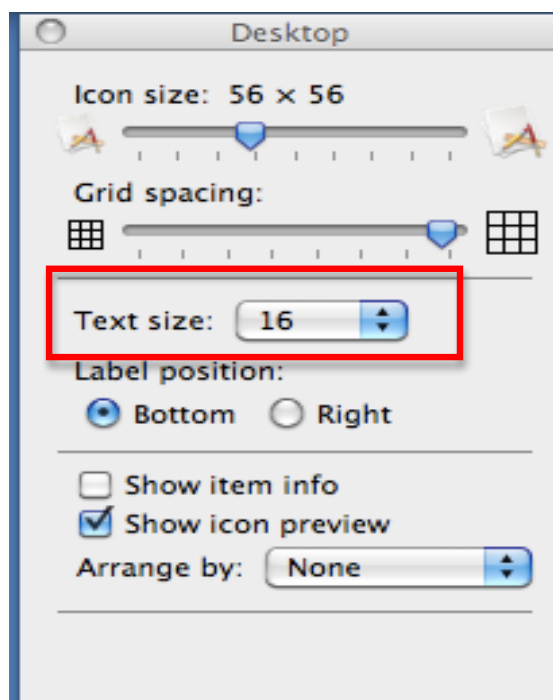 Desktop
Icon size: 56 × 56
Grid spacing:
Text size: 16
Label position:
Bottom Right
Show item info
Show icon preview
Arrange by: None